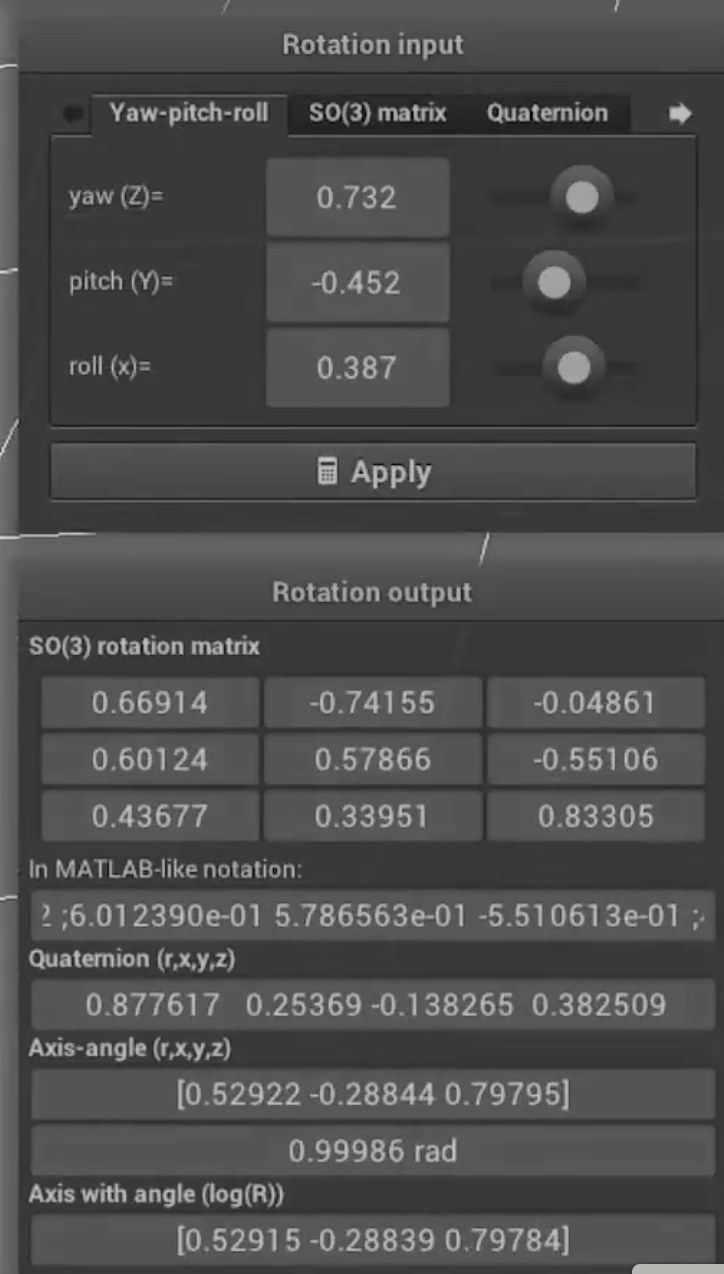 Rotation input
Yaw-pitch-roll SO(3) matrix Quaternion
yaw (Z)= 0.732
pitch (Y)= -0.452
roll (x)= 0.387
Apply
Rotation output
SO(3) rotation matrix
0.66914 -0.74155 -0.04861
0.60124 0.57866 -0.55106
0.43677 0.33951 0.83305
In MATLAB-like notation:
2 ;6.012390e-01 5.786563e-01 -5.510613e-01 ;
Quaternion (r,x,y,z)
0.877617 0.25369 -0.138265 0.382509
Axis-angle (r,x,y,z)
[0.52922 -0.28844 0.79795]
0.99986 rad
Axis with angle (log(R))
[0.52915 -0.28839 0.79784]